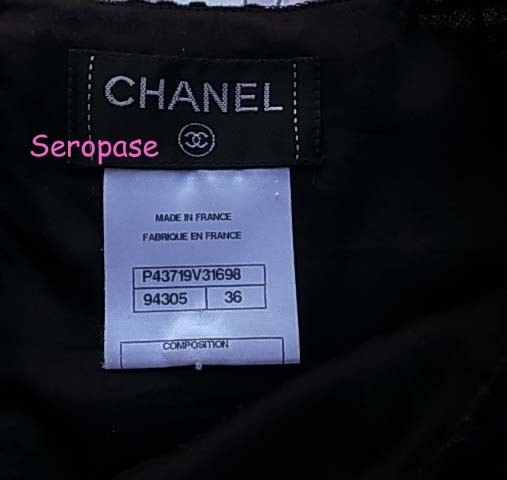 CHANEL
Seropase
MADE IN FRANCE
FABRIQUE EN FRANCE
P43719V31698
94305 36
COMPOSITION